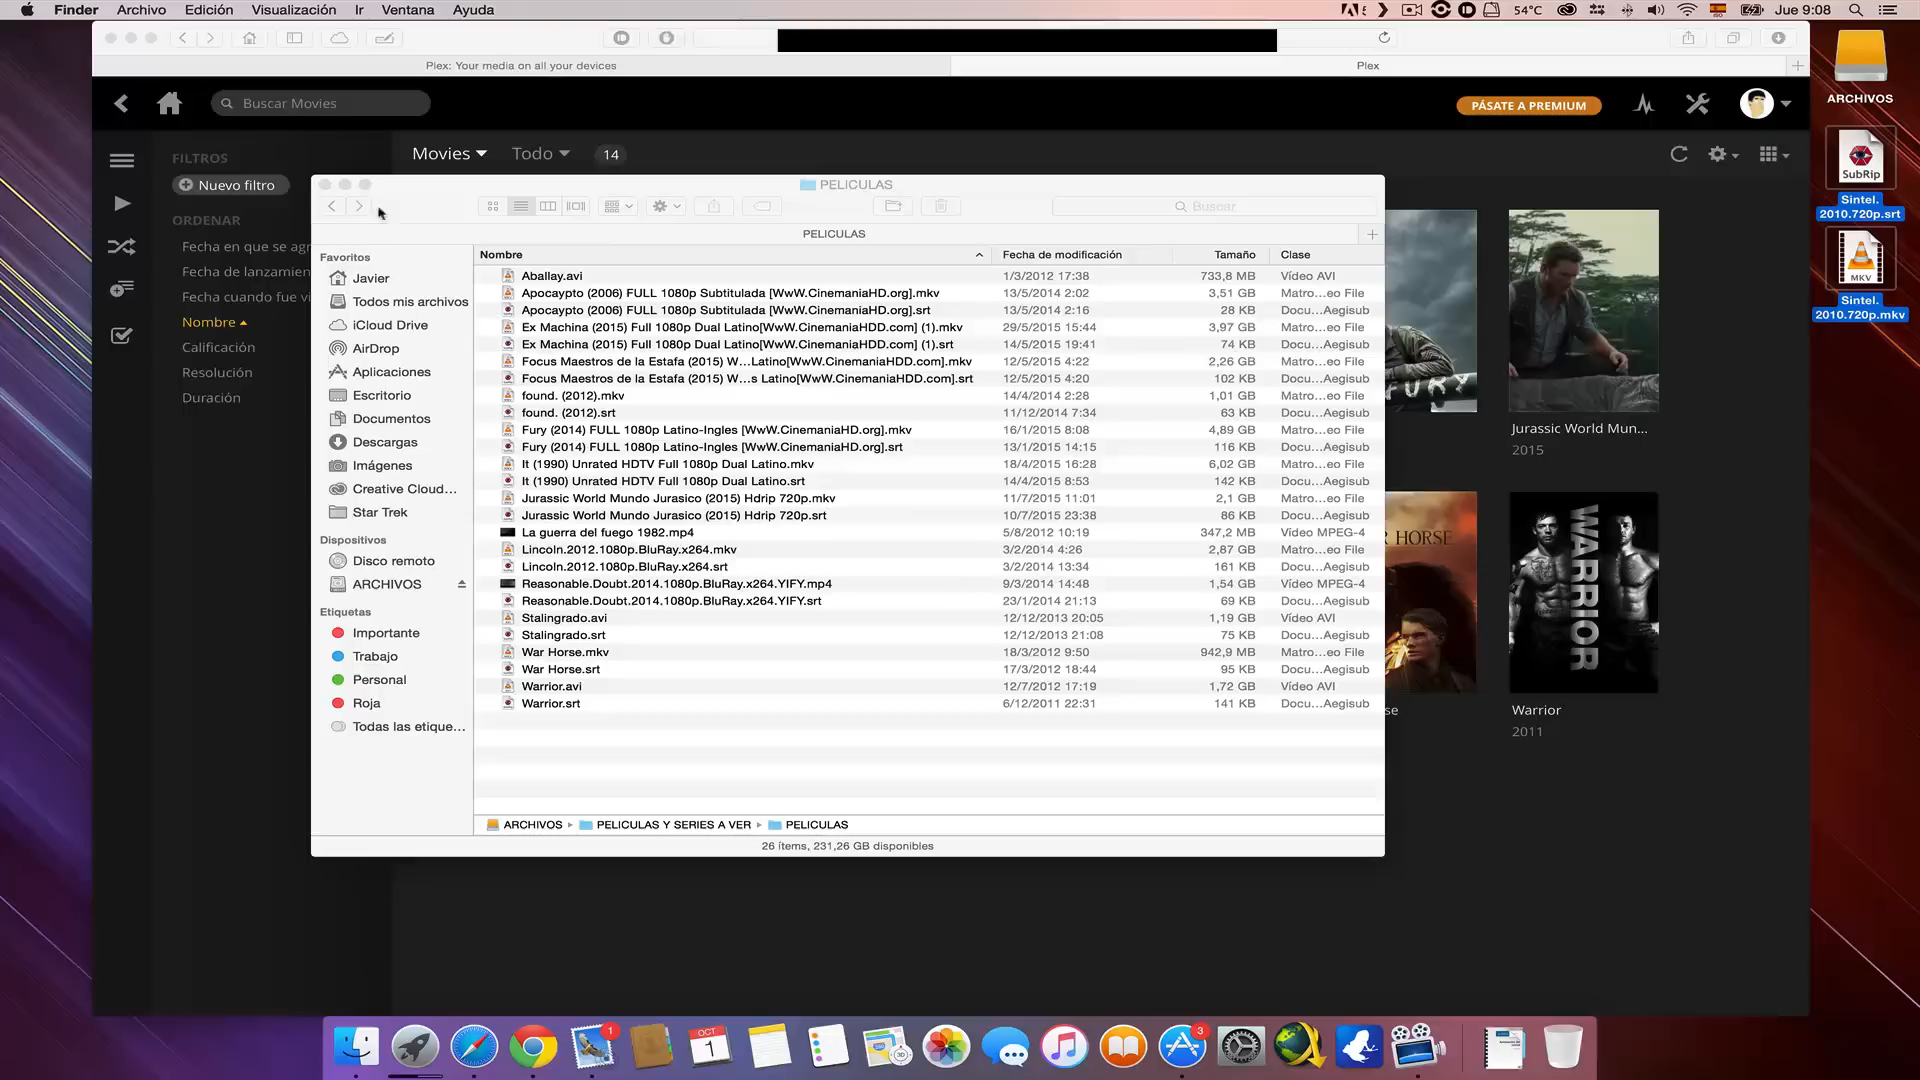 Finder Archivo Edición Visualización Ir Ventana Ayuda
54°C
Jue 9:08
Plex: Your media on all your devices
Plex
Buscar Movies
PÁSATE A PREMIUM
ARCHIVOS
SubRip
Sintel.
2010.720p.srt
MKV
Sintel.
2010.720p.mkv
FILTROS
Nuevo filtro
ORDENAR
Fecha en que se agr
Fecha de lanzamien
Fecha cuando fue vi
Nombre
Calificación
Resolución
Duración
Movies Todo 14
PELICULAS
Buscar
PELICULAS
Favoritos
Javier
Todos mis archivos
iCloud Drive
AirDrop
Aplicaciones
Escritorio
Documentos
Descargas
Imágenes
Creative Cloud…
Star Trek
Dispositivos
Disco remoto
ARCHIVOS
Etiquetas
Importante
Trabajo
Personal
Roja
Todas las etique…
Nombre Fecha de modificación Tamaño Clase
Aballay.avi 1/3/2012 17:38 733,8 MB Vídeo AVI
Apocaypto (2006) FULL 1080p Subtitulada [WwW.CinemaniaHD.org].mkv 13/5/2014 2:02 3,51 GB Matro…eo File
Apocaypto (2006) FULL 1080p Subtitulada [WwW.CinemaniaHD.org].srt 13/5/2014 2:16 28 KB Docu…Aegisub
Ex Machina (2015) Full 1080p Dual Latino[WwW.CinemaniaHDD.com] (1).mkv 29/5/2015 15:44 3,97 GB Matro…eo File
Ex Machina (2015) Full 1080p Dual Latino[WwW.CinemaniaHDD.com] (1).srt 14/5/2015 19:41 74 KB Docu…Aegisub
Focus Maestros de la Estafa (2015) W…Latino[WwW.CinemaniaHDD.com].mkv 12/5/2015 4:22 2,26 GB Matro…eo File
Focus Maestros de la Estafa (2015) W…s Latino[WwW.CinemaniaHDD.com].srt 12/5/2015 4:20 102 KB Docu…Aegisub
found. (2012).mkv 14/4/2014 2:28 1,01 GB Matro…eo File
found. (2012).srt 11/12/2014 7:34 63 KB Docu…Aegisub
Fury (2014) FULL 1080p Latino-Ingles [WwW.CinemaniaHD.org].mkv 16/1/2015 8:08 4,89 GB Matro…eo File
Fury (2014) FULL 1080p Latino-Ingles [WwW.CinemaniaHD.org].srt 13/1/2015 14:15 116 KB Docu…Aegisub
It (1990) Unrated HDTV Full 1080p Dual Latino.mkv 18/4/2015 16:28 6,02 GB Matro…eo File
It (1990) Unrated HDTV Full 1080p Dual Latino.srt 14/4/2015 8:53 142 KB Docu…Aegisub
Jurassic World Mundo Jurasico (2015) Hdrip 720p.mkv 11/7/2015 11:01 2,1 GB Matro…eo File
Jurassic World Mundo Jurasico (2015) Hdrip 720p.srt 10/7/2015 23:38 86 KB Docu…Aegisub
La guerra del fuego 1982.mp4 5/8/2012 10:19 347,2 MB Vídeo MPEG-4
Lincoln.2012.1080p.BluRay.x264.mkv 3/2/2014 4:26 2,87 GB Matro…eo File
Lincoln.2012.1080p.BluRay.x264.srt 3/2/2014 13:34 161 KB Docu…Aegisub
Reasonable.Doubt.2014.1080p.BluRay.x264.YIFY.mp4 9/3/2014 14:48 1,54 GB Vídeo MPEG-4
Reasonable.Doubt.2014.1080p.BluRay.x264.YIFY.srt 23/1/2014 21:13 69 KB Docu…Aegisub
Stalingrado.avi 12/12/2013 20:05 1,19 GB Vídeo AVI
Stalingrado.srt 12/12/2013 21:08 75 KB Docu…Aegisub
War Horse.mkv 18/3/2012 9:50 942,9 MB Matro…eo File
War Horse.srt 17/3/2012 18:44 95 KB Docu…Aegisub
Warrior.avi 12/7/2012 17:19 1,72 GB Vídeo AVI
Warrior.srt 6/12/2011 22:31 141 KB Docu…Aegisub
ARCHIVOS PELICULAS Y SERIES A VER PELICULAS
26 ítems, 231,26 GB disponibles
FURY
Jurassic World Mun…
2015
R HORSE
se
WARRIOR
Warrior
2011
1
OCT
1
3D
3